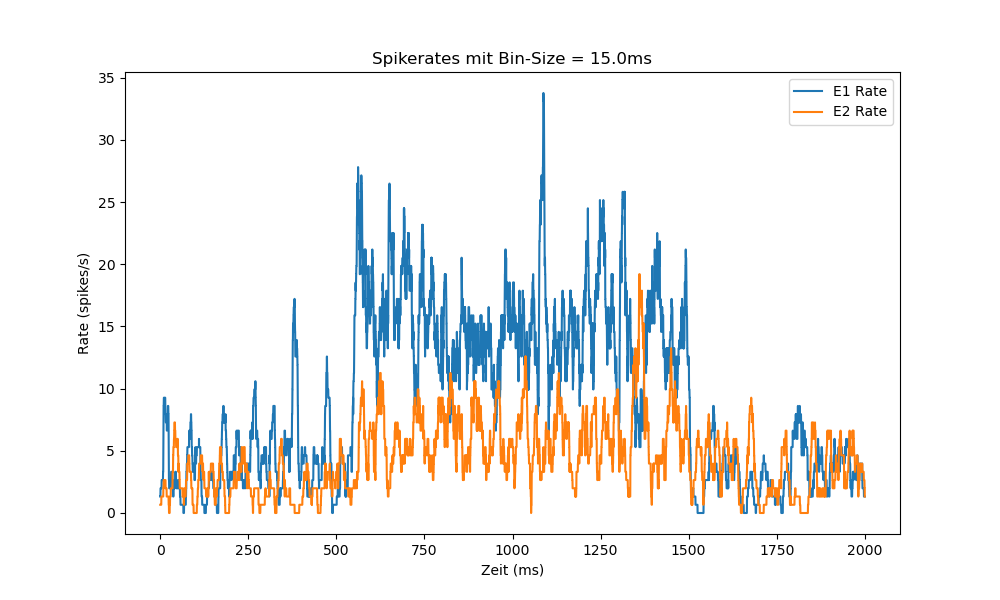 Spikerates mit Bin-Size = 15.0ms
35
30
25
20
15
10
5
0
Rate (spikes/s)
E1 Rate
E2 Rate
0 250 500 750 1000 1250 1500 1750 2000
Zeit (ms)